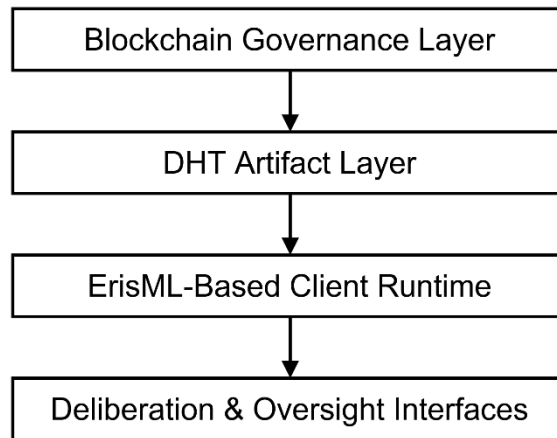 Blockchain Governance Layer
DHT Artifact Layer
ErisML-Based Client Runtime
Deliberation & Oversight Interfaces